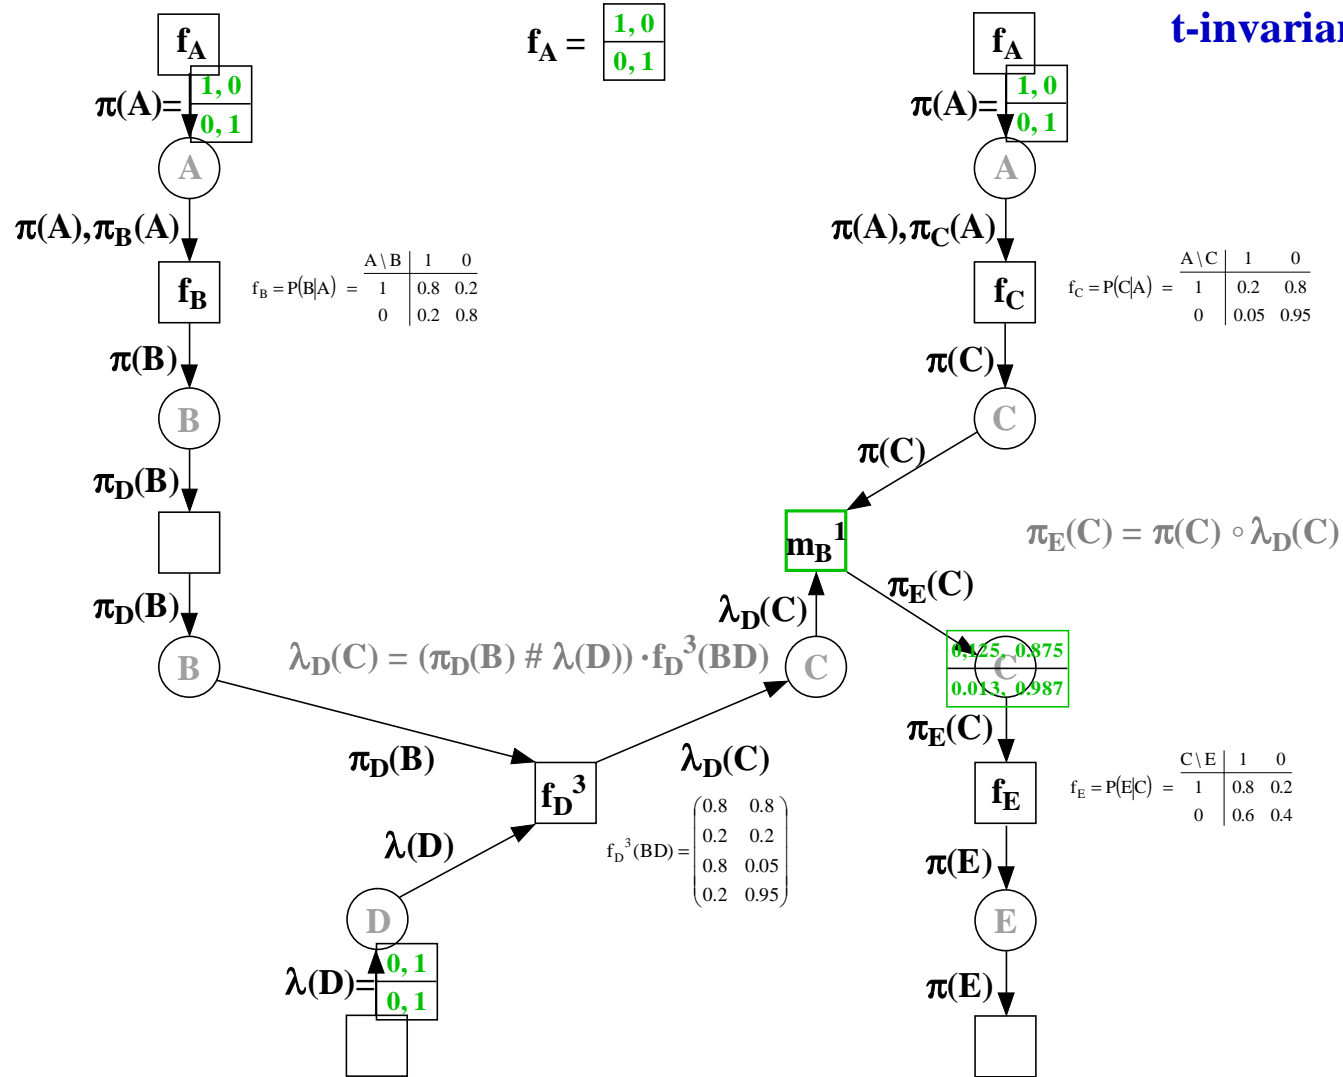 t-invarian
f_A
f_A = 1, 0
0, 1
f_A
π(A)= 1, 0
0, 1
π(A)= 1, 0
0, 1
A
A
π(A),π_B(A)
π(A),π_C(A)
f_B
f_B = P(B|A) =
A \ B 1 0
1 0.8 0.2
0 0.2 0.8
f_C
f_C = P(C|A) =
A \ C 1 0
1 0.2 0.8
0 0.05 0.95
π(B)
π(C)
B
C
π(C)
π_D(B)
m_B^1
π_E(C) = π(C) ∘ λ_D(C)
π_D(B)
λ_D(C)
π_E(C)
B
λ_D(C) = (π_D(B) # λ(D)) · f_D^3(BD)
C
C
0,125, 0.875
0.013, 0.987
π_D(B)
λ_D(C)
π_E(C)
f_D^3
f_D^3(BD) =
0.8 0.8
0.2 0.2
0.8 0.05
0.2 0.95
f_E
f_E = P(E|C) =
C \ E 1 0
1 0.8 0.2
0 0.6 0.4
λ(D)
π(E)
D
E
λ(D)= 0, 1
0, 1
π(E)